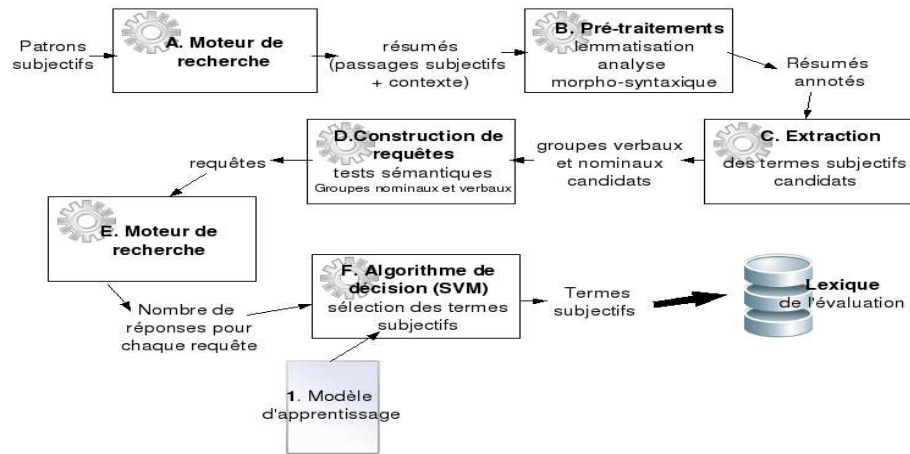 Patrons
subjectifs
A. Moteur de
recherche
résumés
(passages subjectifs
+ contexte)
B. Pré-traitements
lemmatisation
analyse
morpho-syntaxique
Résumés
annotés
C. Extraction
des termes subjectifs
candidats
groupes verbaux
et nominaux
candidats
D.Construction de
requêtes
tests sémantiques
Groupes nominaux et verbaux
requêtes
E. Moteur de
recherche
Nombre de
réponses pour
chaque requête
F. Algorithme de
décision (SVM)
sélection des termes
subjectifs
1. Modèle
d'apprentissage
Termes
subjectifs
Lexique
de l'évaluation